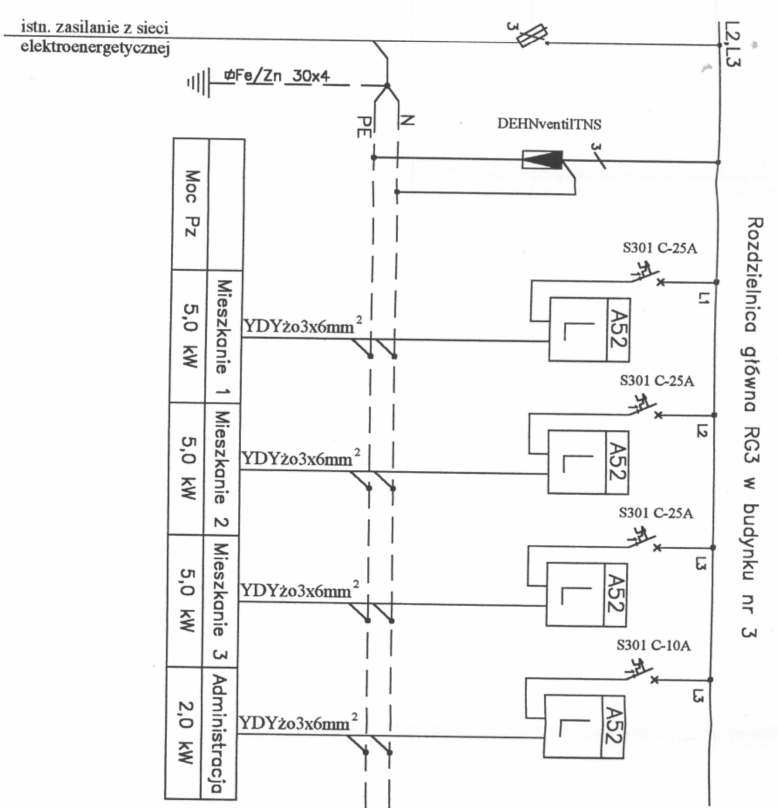 istn. zasilanie z sieci
elektroenergetycznej
3
L2,L3
Fe/Zn 30x4
PE
N
DEHNventilTNS
3
Rozdzielnica główna RG3 w budynku nr 3
S301 C-25A
L1
A52
L
YDYżo3x6mm²
S301 C-25A
L2
A52
L
YDYżo3x6mm²
S301 C-25A
L3
A52
L
YDYżo3x6mm²
S301 C-10A
L3
A52
L
YDYżo3x6mm²
Mieszkanie 1
Mieszkanie 2
Mieszkanie 3
Administracja
Moc Pz
5,0 kW
5,0 kW
5,0 kW
2,0 kW